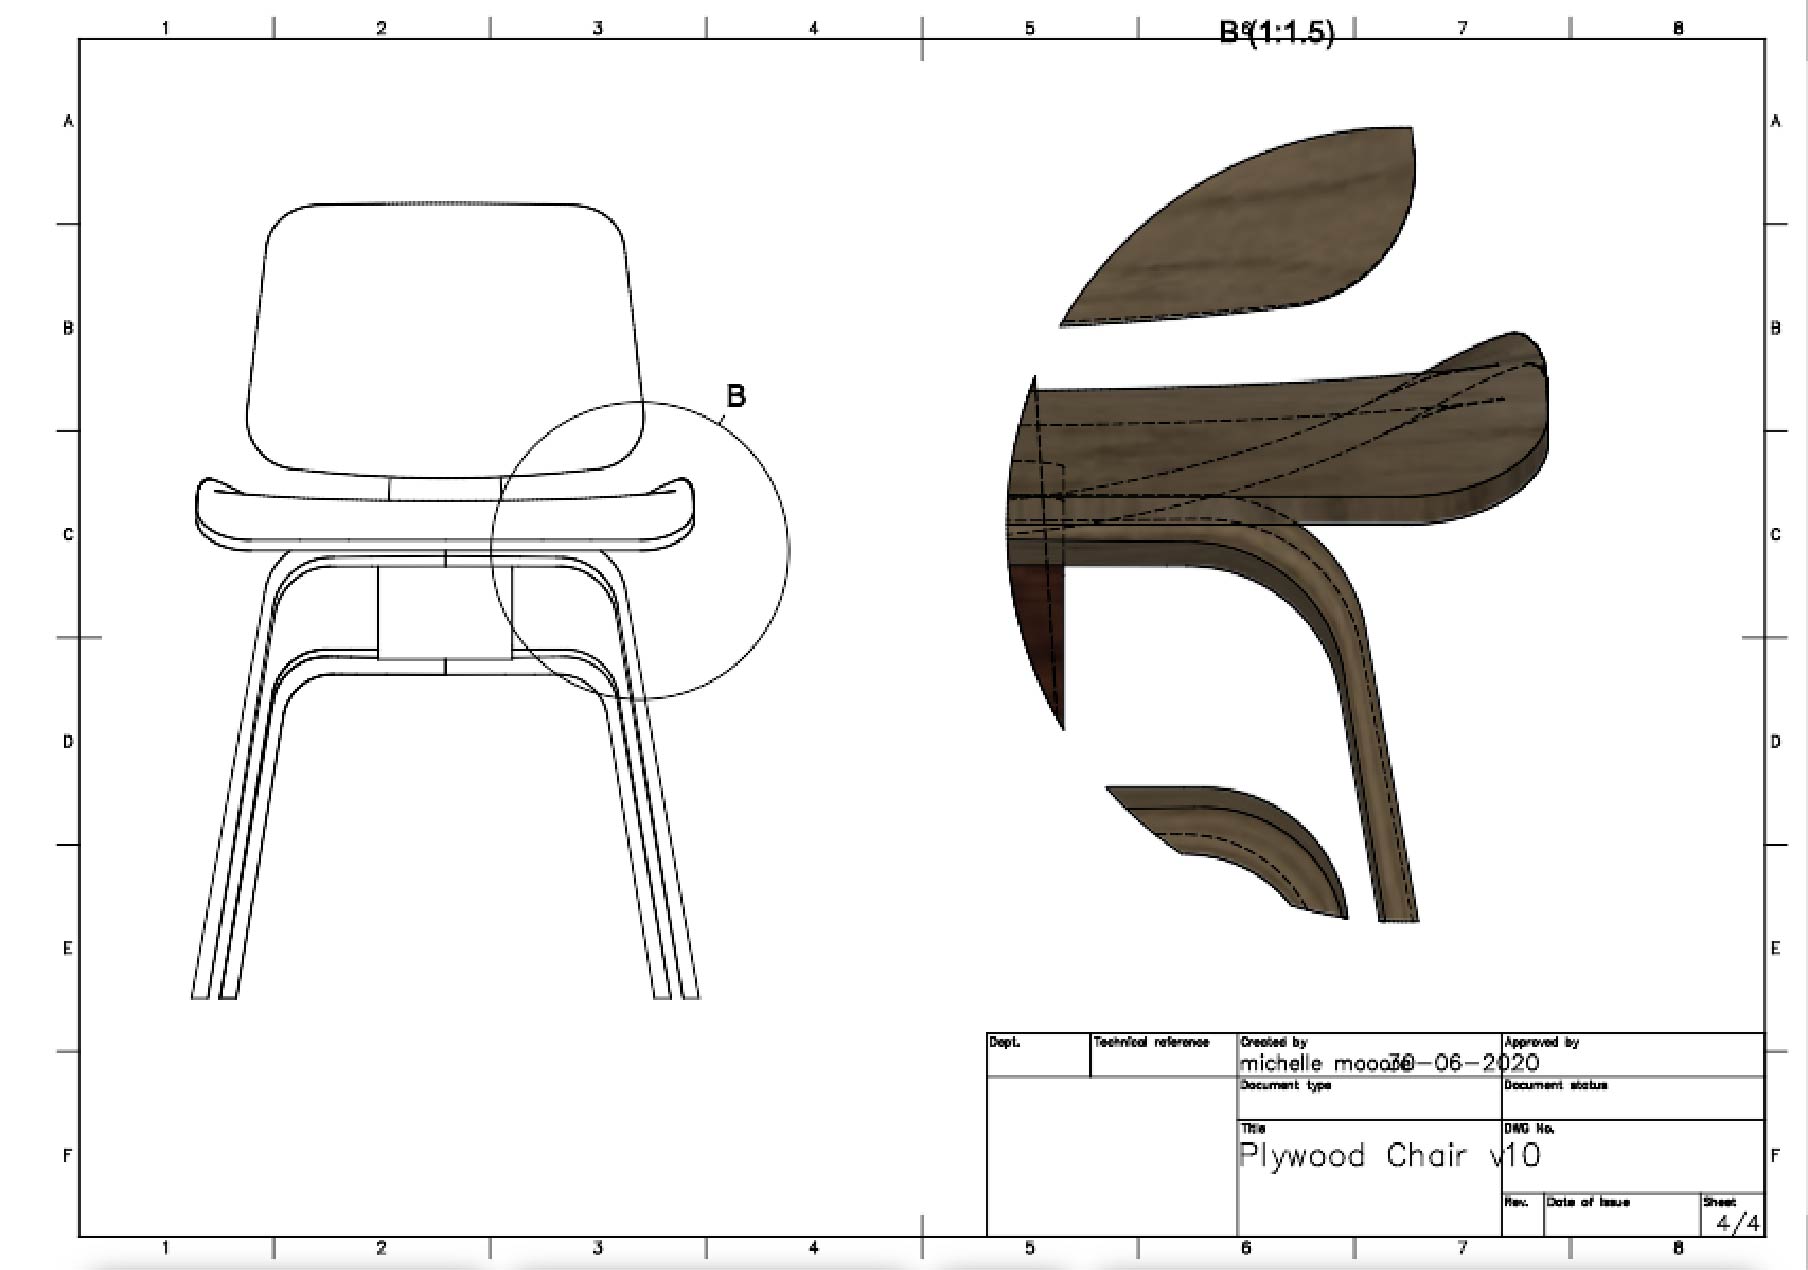 1 2 3 4 5 6 7 8
B (1:1.5)
A A
B B
B
C C
D D
E E
Dept. Technical reference Created by Approved by
michelle mooore 30-06-2020
Document type Document status
Title DWG No.
F Plywood Chair v10 F
Rev. Date of issue Sheet
4/4
1 2 3 4 5 6 7 8